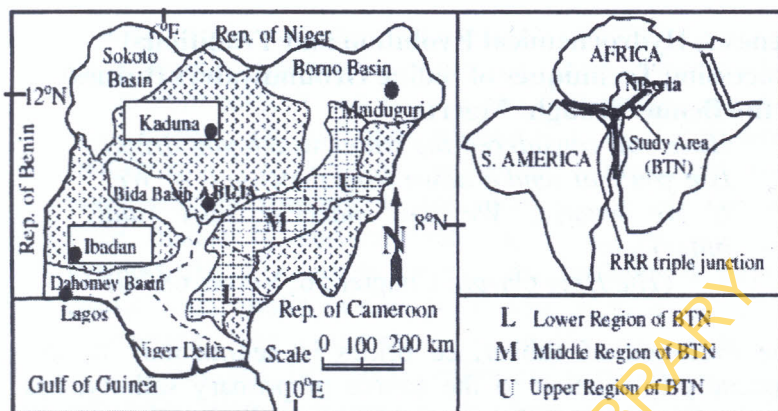 6°E
Rep. of Niger
Sokoto
Basin
Borno Basin
12°N
Maiduguri
Kaduna
Rep. of Benin
Bida Basin ABUJA
U
M
N
8°N
Ibadan
L
Dahomey Basin
Lagos
Rep. of Cameroon
Niger Delta
Scale
0 100 200 km
Gulf of Guinea
10°E
AFRICA
Nigeria
S. AMERICA
Study Area
(BTN)
RRR triple junction
L Lower Region of BTN
M Middle Region of BTN
U Upper Region of BTN